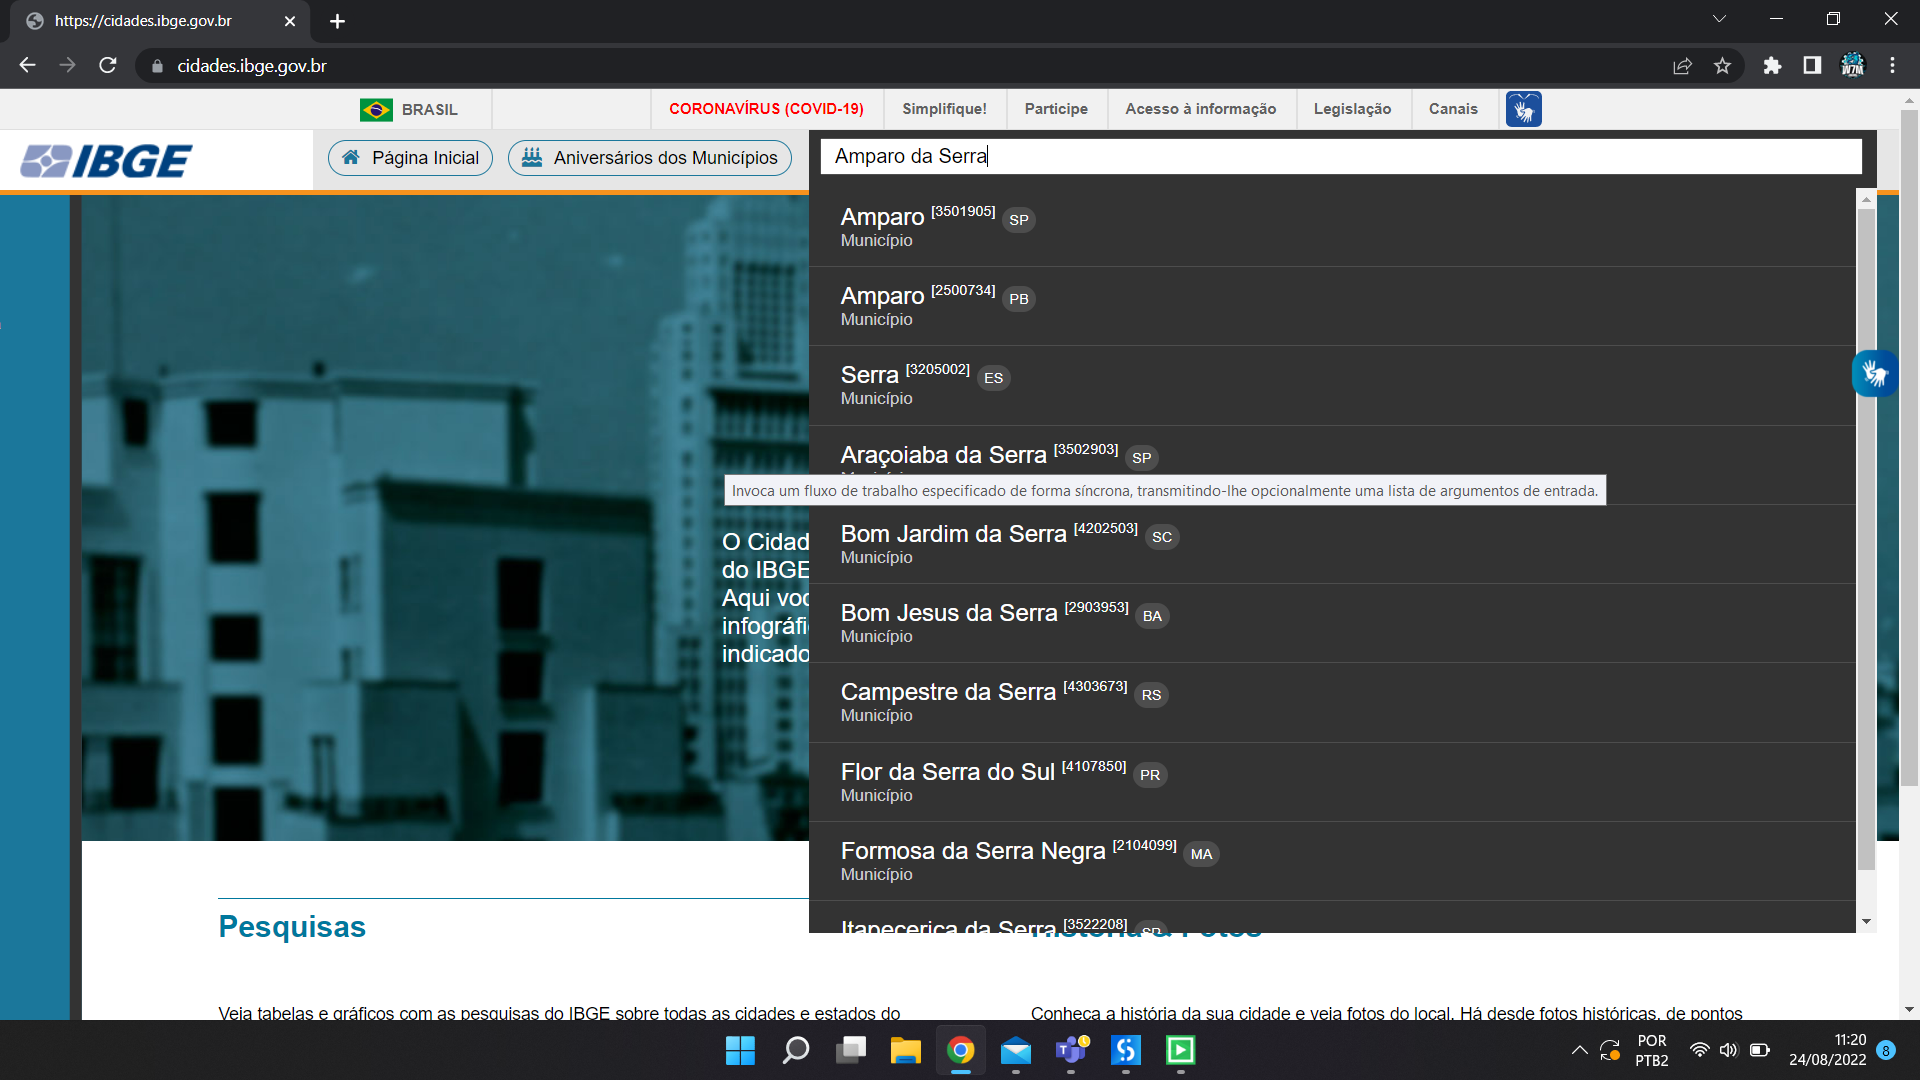 https://cidades.ibge.gov.br
cidades.ibge.gov.br
BRASIL
CORONAVÍRUS (COVID-19)
Simplifique!
Participe
Acesso à informação
Legislação
Canais
IBGE
Página Inicial
Aniversários dos Municípios
Amparo da Serra
Amparo [3501905] SP
Município
Amparo [2500734] PB
Município
Serra [3205002] ES
Município
Araçoiaba da Serra [3502903] SP
Invoca um fluxo de trabalho especificado de forma síncrona, transmitindo-lhe opcionalmente uma lista de argumentos de entrada.
Bom Jardim da Serra [4202503] SC
Município
Bom Jesus da Serra [2903953] BA
Município
Campestre da Serra [4303673] RS
Município
Flor da Serra do Sul [4107850] PR
Município
Formosa da Serra Negra [2104099] MA
Município
Itapecerica da Serra [3522208] SP
O Cidad
do IBGE
Aqui voc
infográfi
indicado
Pesquisas
História & Fotos
Veja tabelas e gráficos com as pesquisas do IBGE sobre todas as cidades e estados do
Conheça a história da sua cidade e veja fotos do local. Há desde fotos históricas, de pontos
POR
PTB2
11:20
24/08/2022
8